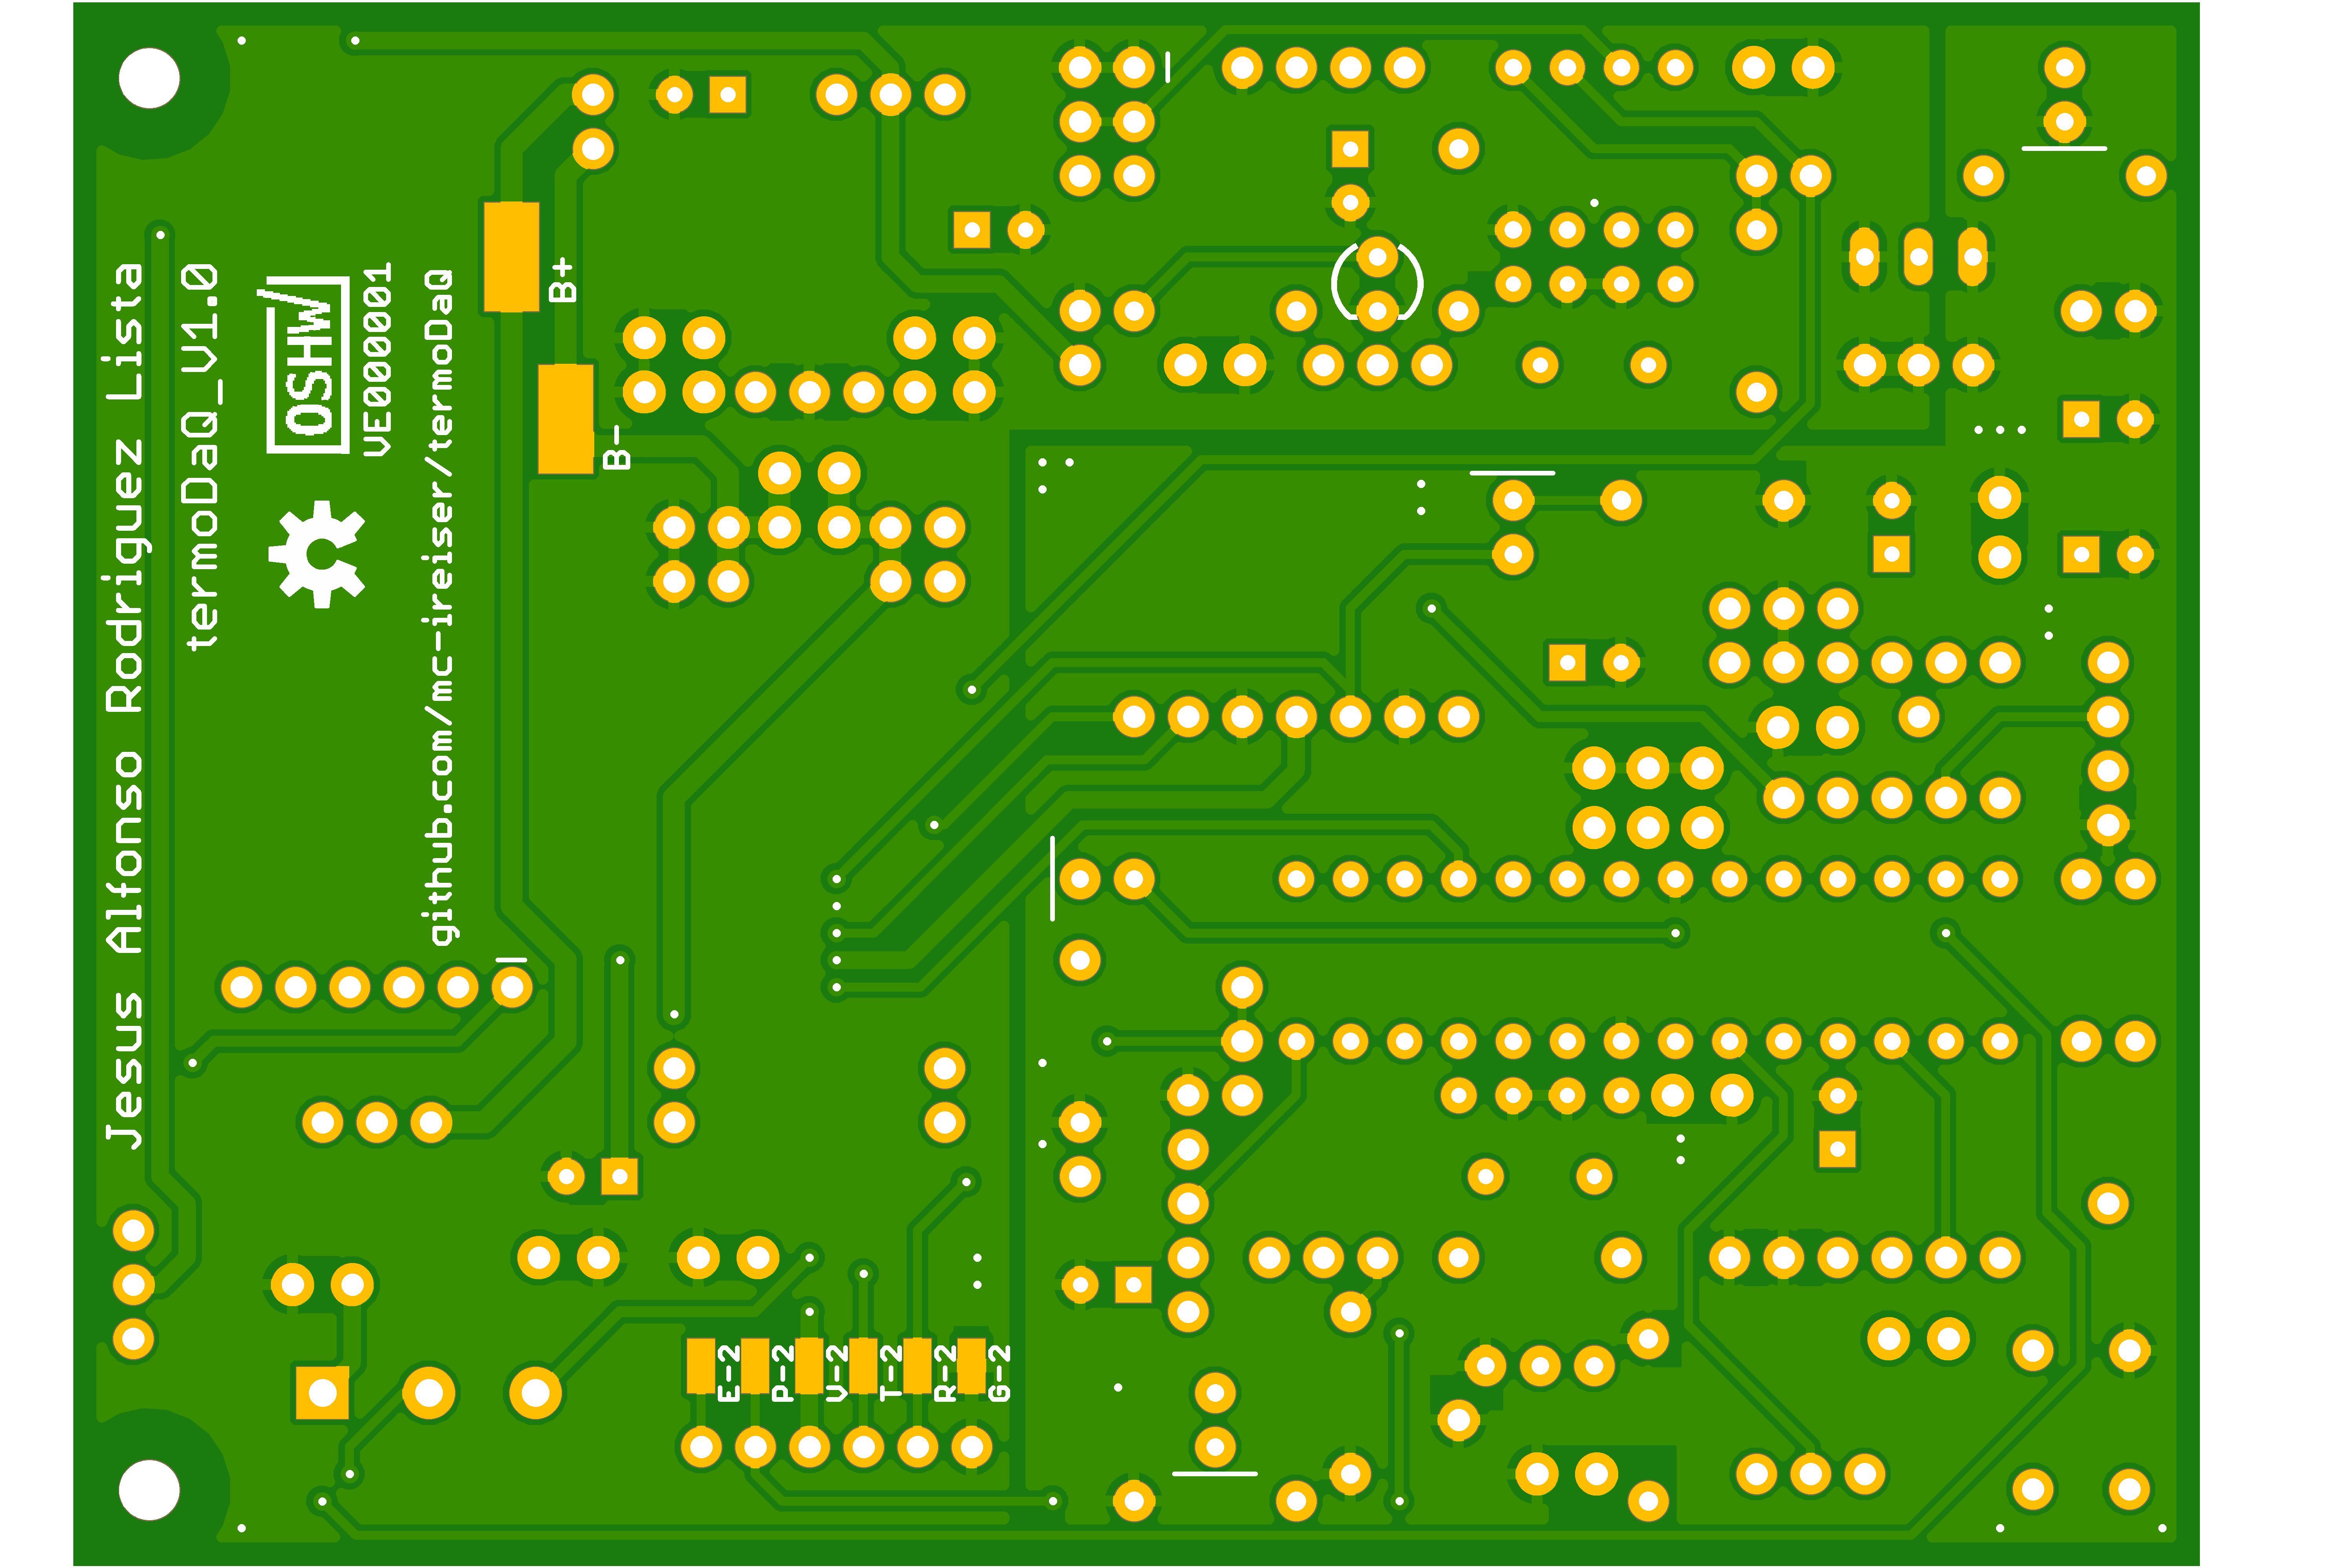 Jesus Alfonso Rodriguez Lista
termoDaQ_V1.0
OSHW
VE000001
github.com/mc-ireiser/termoDaQ
B+
B-
E-2
P-2
V-2
T-2
R-2
G-2